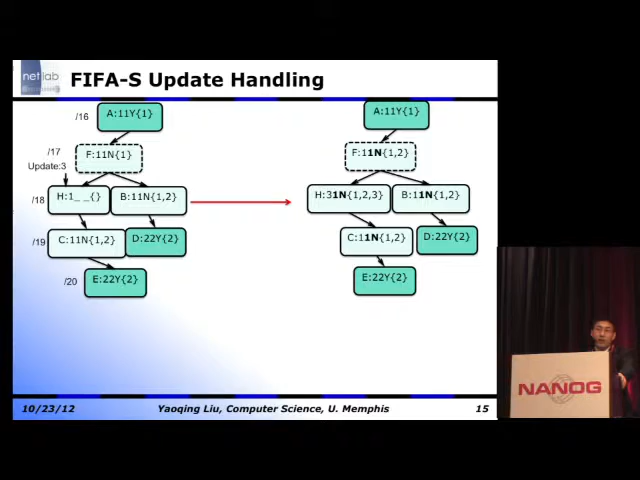 net lab
FIFA-S Update Handling
/16
A:11Y{1}
/17
F:11N{1}
Update:3
/18
H:1_ _{}
B:11N{1,2}
/19
C:11N{1,2}
D:22Y{2}
/20
E:22Y{2}
A:11Y{1}
F:11N{1,2}
H:31N{1,2,3}
B:11N{1,2}
C:11N{1,2}
D:22Y{2}
E:22Y{2}
10/23/12
Yaoqing Liu, Computer Science, U. Memphis
15
NANOG